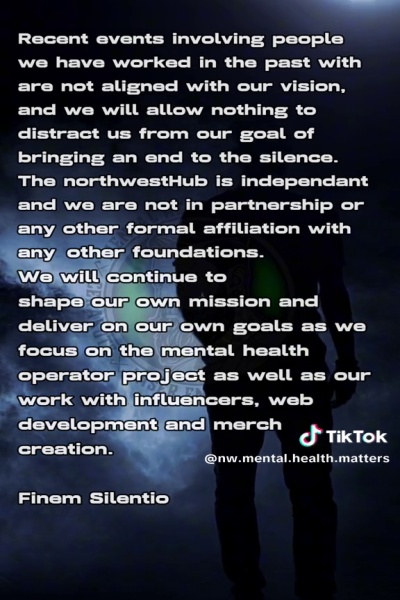 Recent events involving people
we have worked in the past with
are not aligned with our vision,
and we will allow nothing to
distract us from our goal of
bringing an end to the silence.
The northwestHub is independant
and we are not in partnership or
any other formal affiliation with
any other foundations.
We will continue to
shape our own mission and
deliver on our own goals as we
focus on the mental health
operator project as well as our
work with influencers, web
development and merch
creation.
TikTok
@nw.mental.health.matters
Finem Silentio